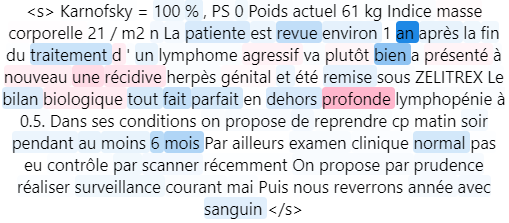 <s> Karnofsky = 100 % , PS 0 Poids actuel 61 kg Indice masse
corporelle 21 / m2 n La patiente est revue environ 1 an après la fin
du traitement d ' un lymphome agressif va plutôt bien a présenté à
nouveau une récidive herpès génital et été remise sous ZELITREX Le
bilan biologique tout fait parfait en dehors profonde lymphopénie à
0.5. Dans ses conditions on propose de reprendre cp matin soir
pendant au moins 6 mois Par ailleurs examen clinique normal pas
eu contrôle par scanner récemment On propose par prudence
réaliser surveillance courant mai Puis nous reverrons année avec
sanguin </s>